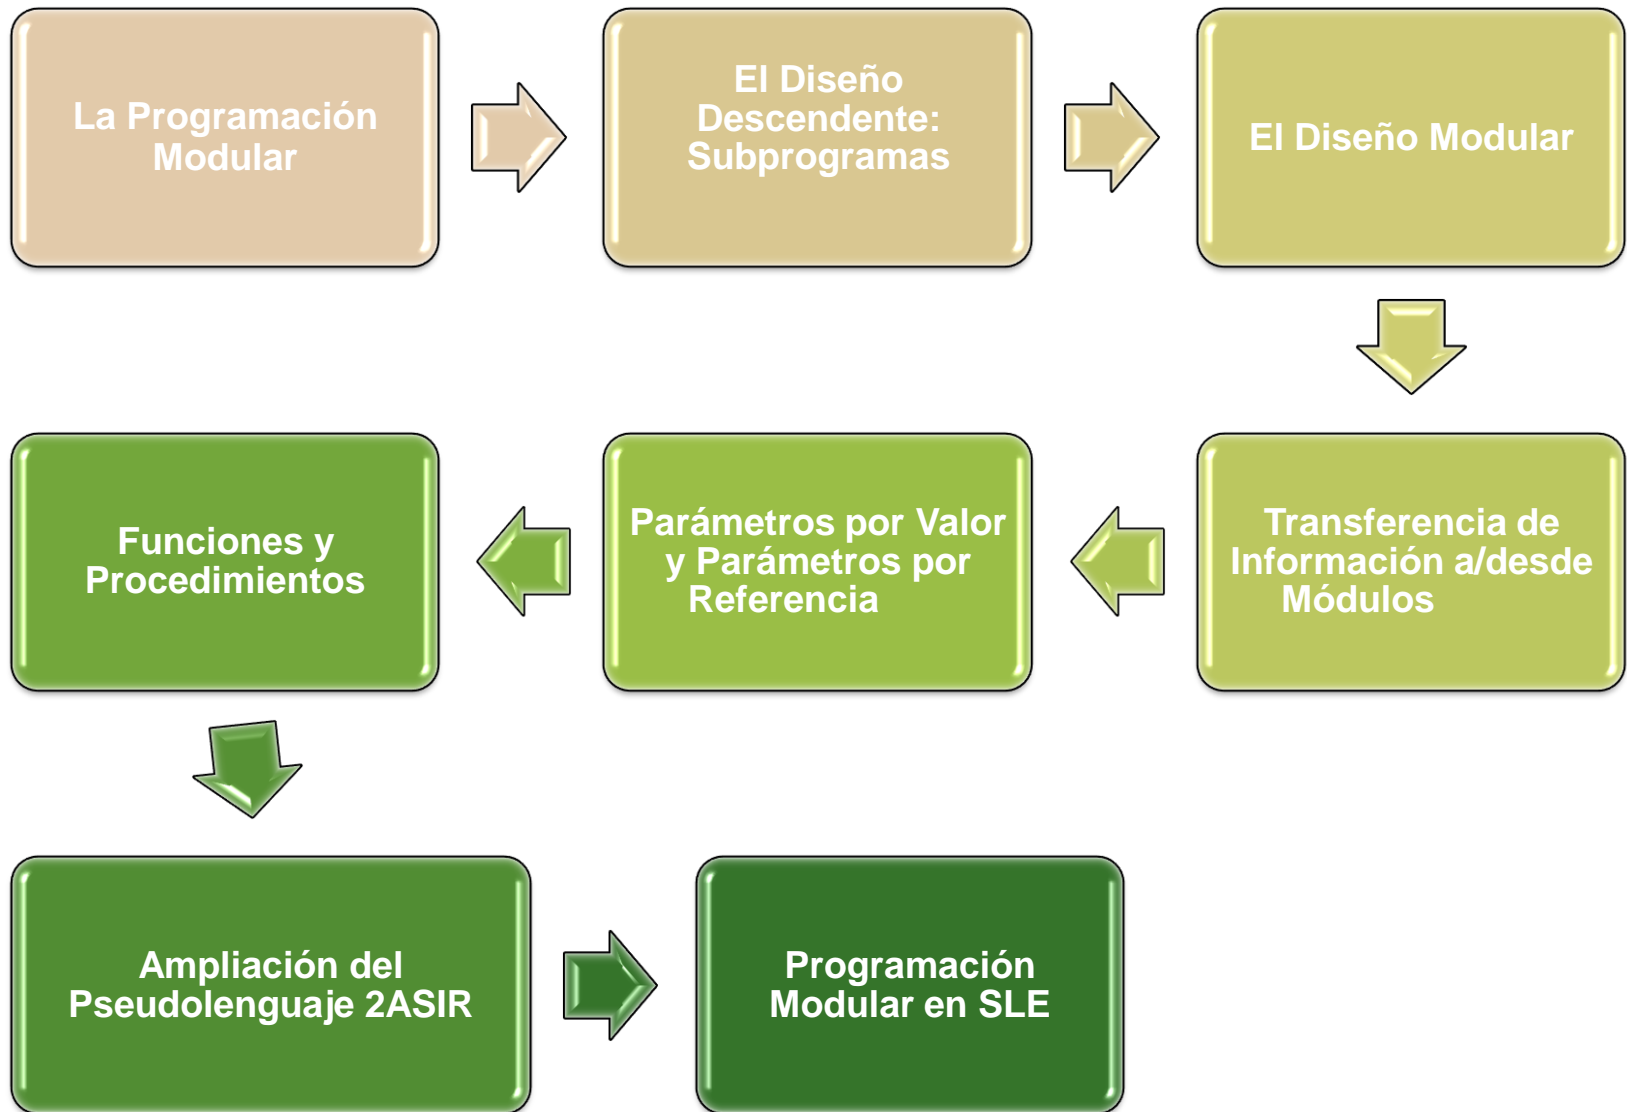 La Programación
Modular
El Diseño
Descendente:
Subprogramas
El Diseño Modular
Transferencia de
Información a/desde
Módulos
Parámetros por Valor
y Parámetros por
Referencia
Funciones y
Procedimientos
Ampliación del
Pseudolenguaje 2ASIR
Programación
Modular en SLE